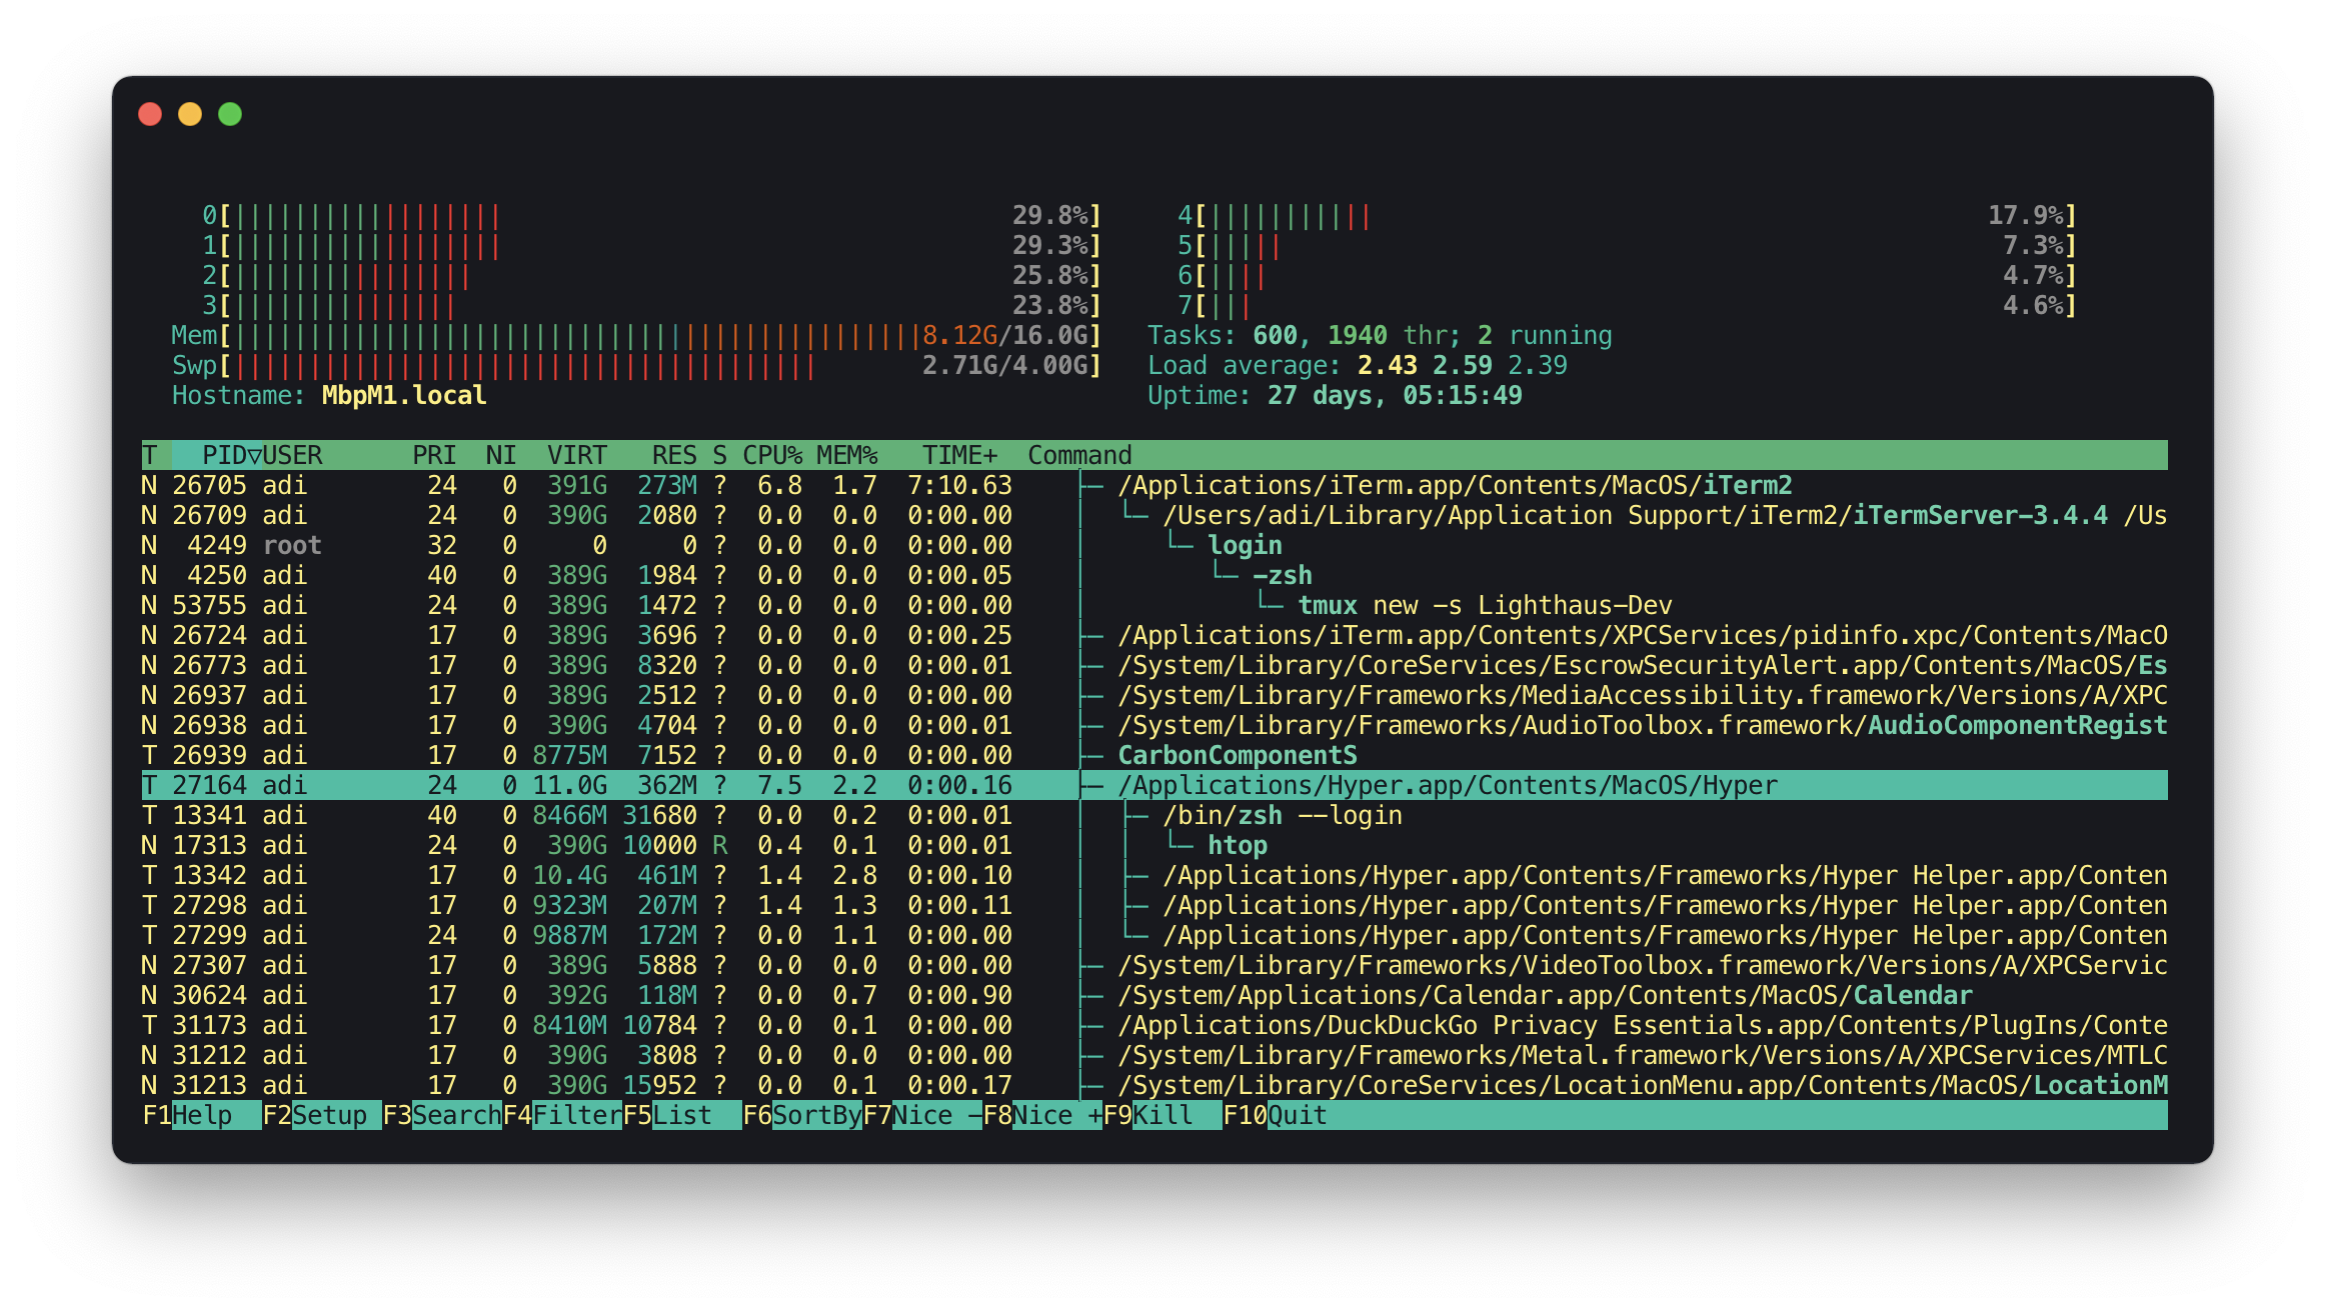 0[||||||||||||||||||29.8%] 4[|||||||||||17.9%]
1[||||||||||||||||||29.3%] 5[|||||7.3%]
2[||||||||||||||||25.8%] 6[||||4.7%]
3[|||||||||||||||23.8%] 7[|||4.6%]
Mem[||||||||||||||||||||||||||||||||||||||||||||||8.12G/16.0G] Tasks: 600, 1940 thr; 2 running
Swp[|||||||||||||||||||||||||||||||||||||||2.71G/4.00G] Load average: 2.43 2.59 2.39
Hostname: MbpM1.local Uptime: 27 days, 05:15:49
T PID▽USER PRI NI VIRT RES S CPU% MEM% TIME+ Command
N 26705 adi 24 0 391G 273M ? 6.8 1.7 7:10.63 ├─ /Applications/iTerm.app/Contents/MacOS/iTerm2
N 26709 adi 24 0 390G 2080 ? 0.0 0.0 0:00.00 │ └─ /Users/adi/Library/Application Support/iTerm2/iTermServer-3.4.4 /Us
N 4249 root 32 0 0 0 ? 0.0 0.0 0:00.00 │ └─ login
N 4250 adi 40 0 389G 1984 ? 0.0 0.0 0:00.05 │ └─ -zsh
N 53755 adi 24 0 389G 1472 ? 0.0 0.0 0:00.00 │ └─ tmux new -s Lighthaus-Dev
N 26724 adi 17 0 389G 3696 ? 0.0 0.0 0:00.25 ├─ /Applications/iTerm.app/Contents/XPCServices/pidinfo.xpc/Contents/MacO
N 26773 adi 17 0 389G 8320 ? 0.0 0.0 0:00.01 ├─ /System/Library/CoreServices/EscrowSecurityAlert.app/Contents/MacOS/Es
N 26937 adi 17 0 389G 2512 ? 0.0 0.0 0:00.00 ├─ /System/Library/Frameworks/MediaAccessibility.framework/Versions/A/XPC
N 26938 adi 17 0 390G 4704 ? 0.0 0.0 0:00.01 ├─ /System/Library/Frameworks/AudioToolbox.framework/AudioComponentRegist
T 26939 adi 17 0 8775M 7152 ? 0.0 0.0 0:00.00 ├─ CarbonComponentS
T 27164 adi 24 0 11.0G 362M ? 7.5 2.2 0:00.16 ├─ /Applications/Hyper.app/Contents/MacOS/Hyper
T 13341 adi 40 0 8466M 31680 ? 0.0 0.2 0:00.01 │ ├─ /bin/zsh --login
N 17313 adi 24 0 390G 10000 R 0.4 0.1 0:00.01 │ │ └─ htop
T 13342 adi 17 0 10.4G 461M ? 1.4 2.8 0:00.10 │ ├─ /Applications/Hyper.app/Contents/Frameworks/Hyper Helper.app/Conten
T 27298 adi 17 0 9323M 207M ? 1.4 1.3 0:00.11 │ ├─ /Applications/Hyper.app/Contents/Frameworks/Hyper Helper.app/Conten
T 27299 adi 24 0 9887M 172M ? 0.0 1.1 0:00.00 │ └─ /Applications/Hyper.app/Contents/Frameworks/Hyper Helper.app/Conten
N 27307 adi 17 0 389G 5888 ? 0.0 0.0 0:00.00 ├─ /System/Library/Frameworks/VideoToolbox.framework/Versions/A/XPCServic
N 30624 adi 17 0 392G 118M ? 0.0 0.7 0:00.90 ├─ /System/Applications/Calendar.app/Contents/MacOS/Calendar
T 31173 adi 17 0 8410M 10784 ? 0.0 0.1 0:00.00 ├─ /Applications/DuckDuckGo Privacy Essentials.app/Contents/PlugIns/Conte
N 31212 adi 17 0 390G 3808 ? 0.0 0.0 0:00.00 ├─ /System/Library/Frameworks/Metal.framework/Versions/A/XPCServices/MTLC
N 31213 adi 17 0 390G 15952 ? 0.0 0.1 0:00.17 ├─ /System/Library/CoreServices/LocationMenu.app/Contents/MacOS/LocationM
F1Help F2Setup F3SearchF4FilterF5List F6SortByF7Nice -F8Nice +F9Kill F10Quit